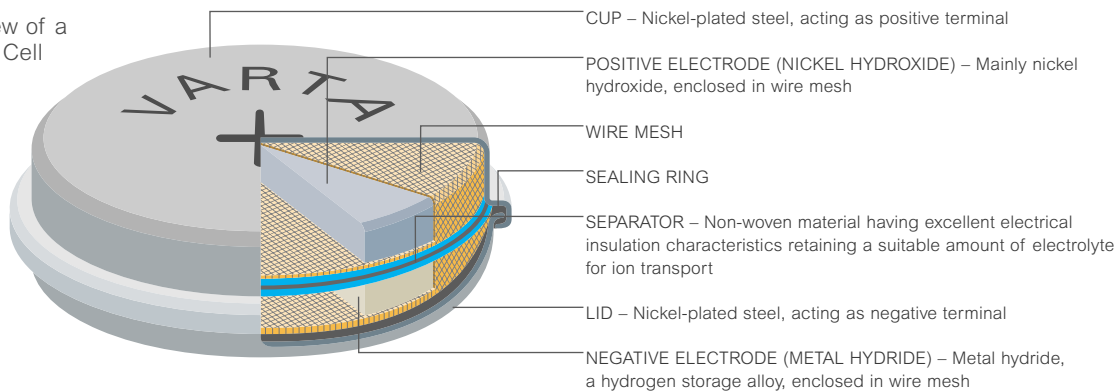 ew of a
Cell
VARTA
+
CUP – Nickel-plated steel, acting as positive terminal
POSITIVE ELECTRODE (NICKEL HYDROXIDE) – Mainly nickel
hydroxide, enclosed in wire mesh
WIRE MESH
SEALING RING
SEPARATOR – Non-woven material having excellent electrical
insulation characteristics retaining a suitable amount of electrolyte
for ion transport
LID – Nickel-plated steel, acting as negative terminal
NEGATIVE ELECTRODE (METAL HYDRIDE) – Metal hydride,
a hydrogen storage alloy, enclosed in wire mesh